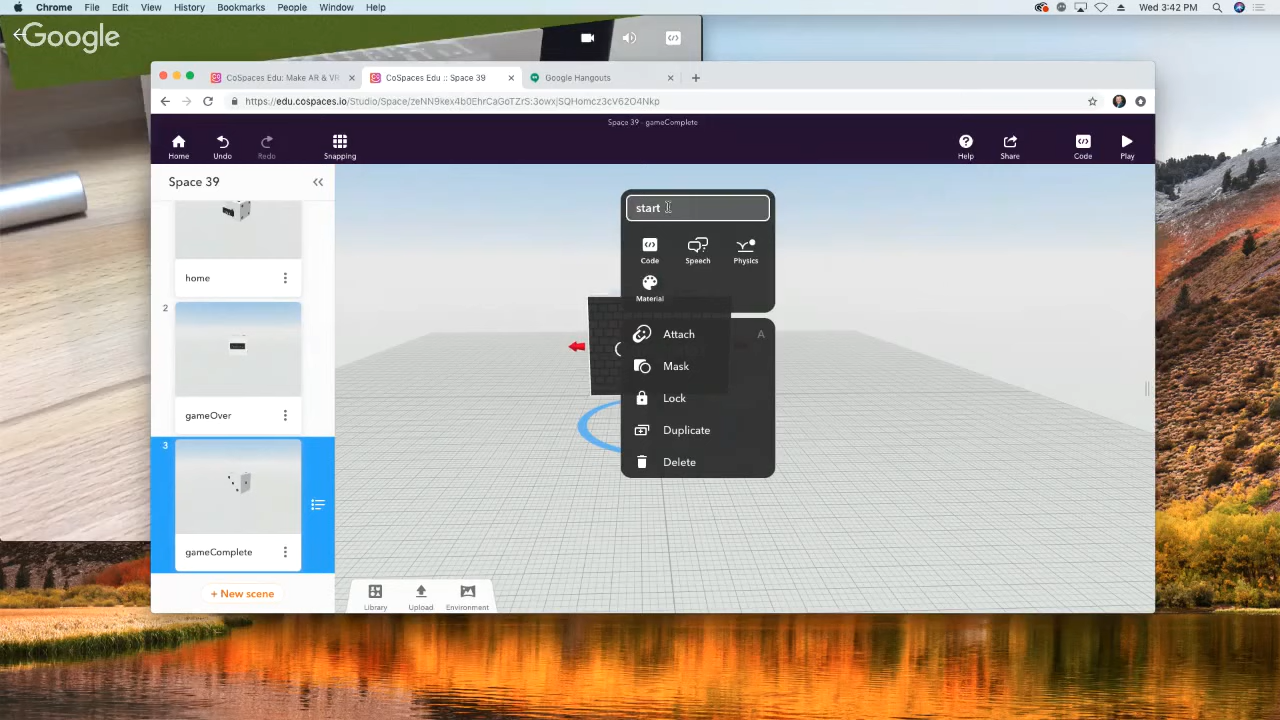 Chrome File Edit View History Bookmarks People Window Help Wed 3:42 PM
Google
CoSpaces Edu: Make AR & VR
CoSpaces Edu :: Space 39
Google Hangouts
https://edu.cospaces.io/Studio/Space/zeNN9kex4b0EhrCaGoTZrS:3owxjSQHomcz3cV62O4Nkp
Space 39 - gameComplete
Home Undo Redo Snapping Help Share Code Play
Space 39
start
Code Speech Physics
Material
home
2
Attach A
Mask
Lock
gameOver
Duplicate
3
Delete
gameComplete
+ New scene
Library Upload Environment